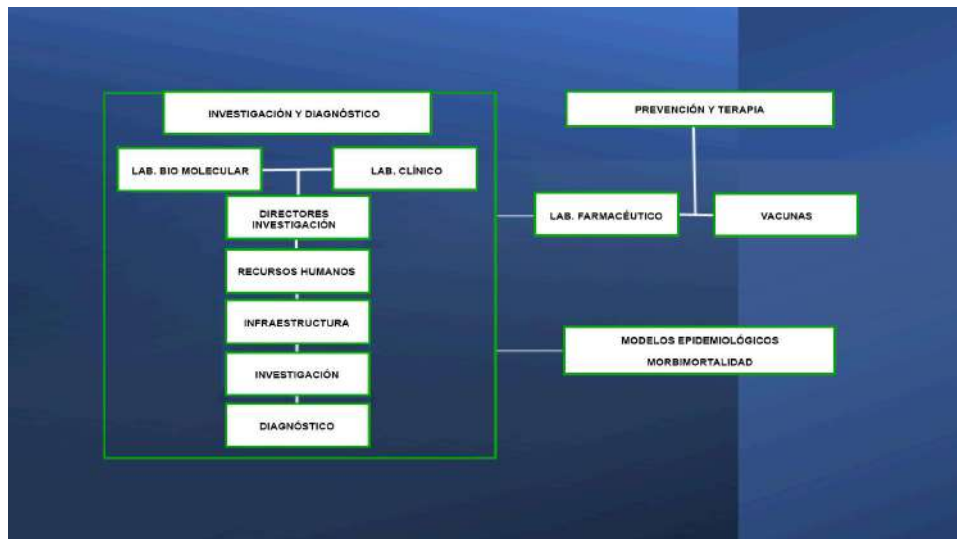 INVESTIGACIÓN Y DIAGNÓSTICO
LAB. BIO MOLECULAR
LAB. CLÍNICO
DIRECTORES
INVESTIGACIÓN
RECURSOS HUMANOS
INFRAESTRUCTURA
INVESTIGACIÓN
DIAGNÓSTICO
PREVENCIÓN Y TERAPIA
LAB. FARMACÉUTICO
VACUNAS
MODELOS EPIDEMIOLÓGICOS
MORBIMORTALIDAD